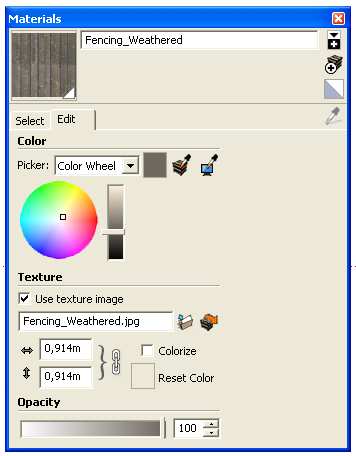 Materials
Fencing_Weathered
Select Edit
Color
Picker: Color Wheel
Texture
Use texture image
Fencing_Weathered.jpg
0,914m
Colorize
0,914m
Reset Color
Opacity
100